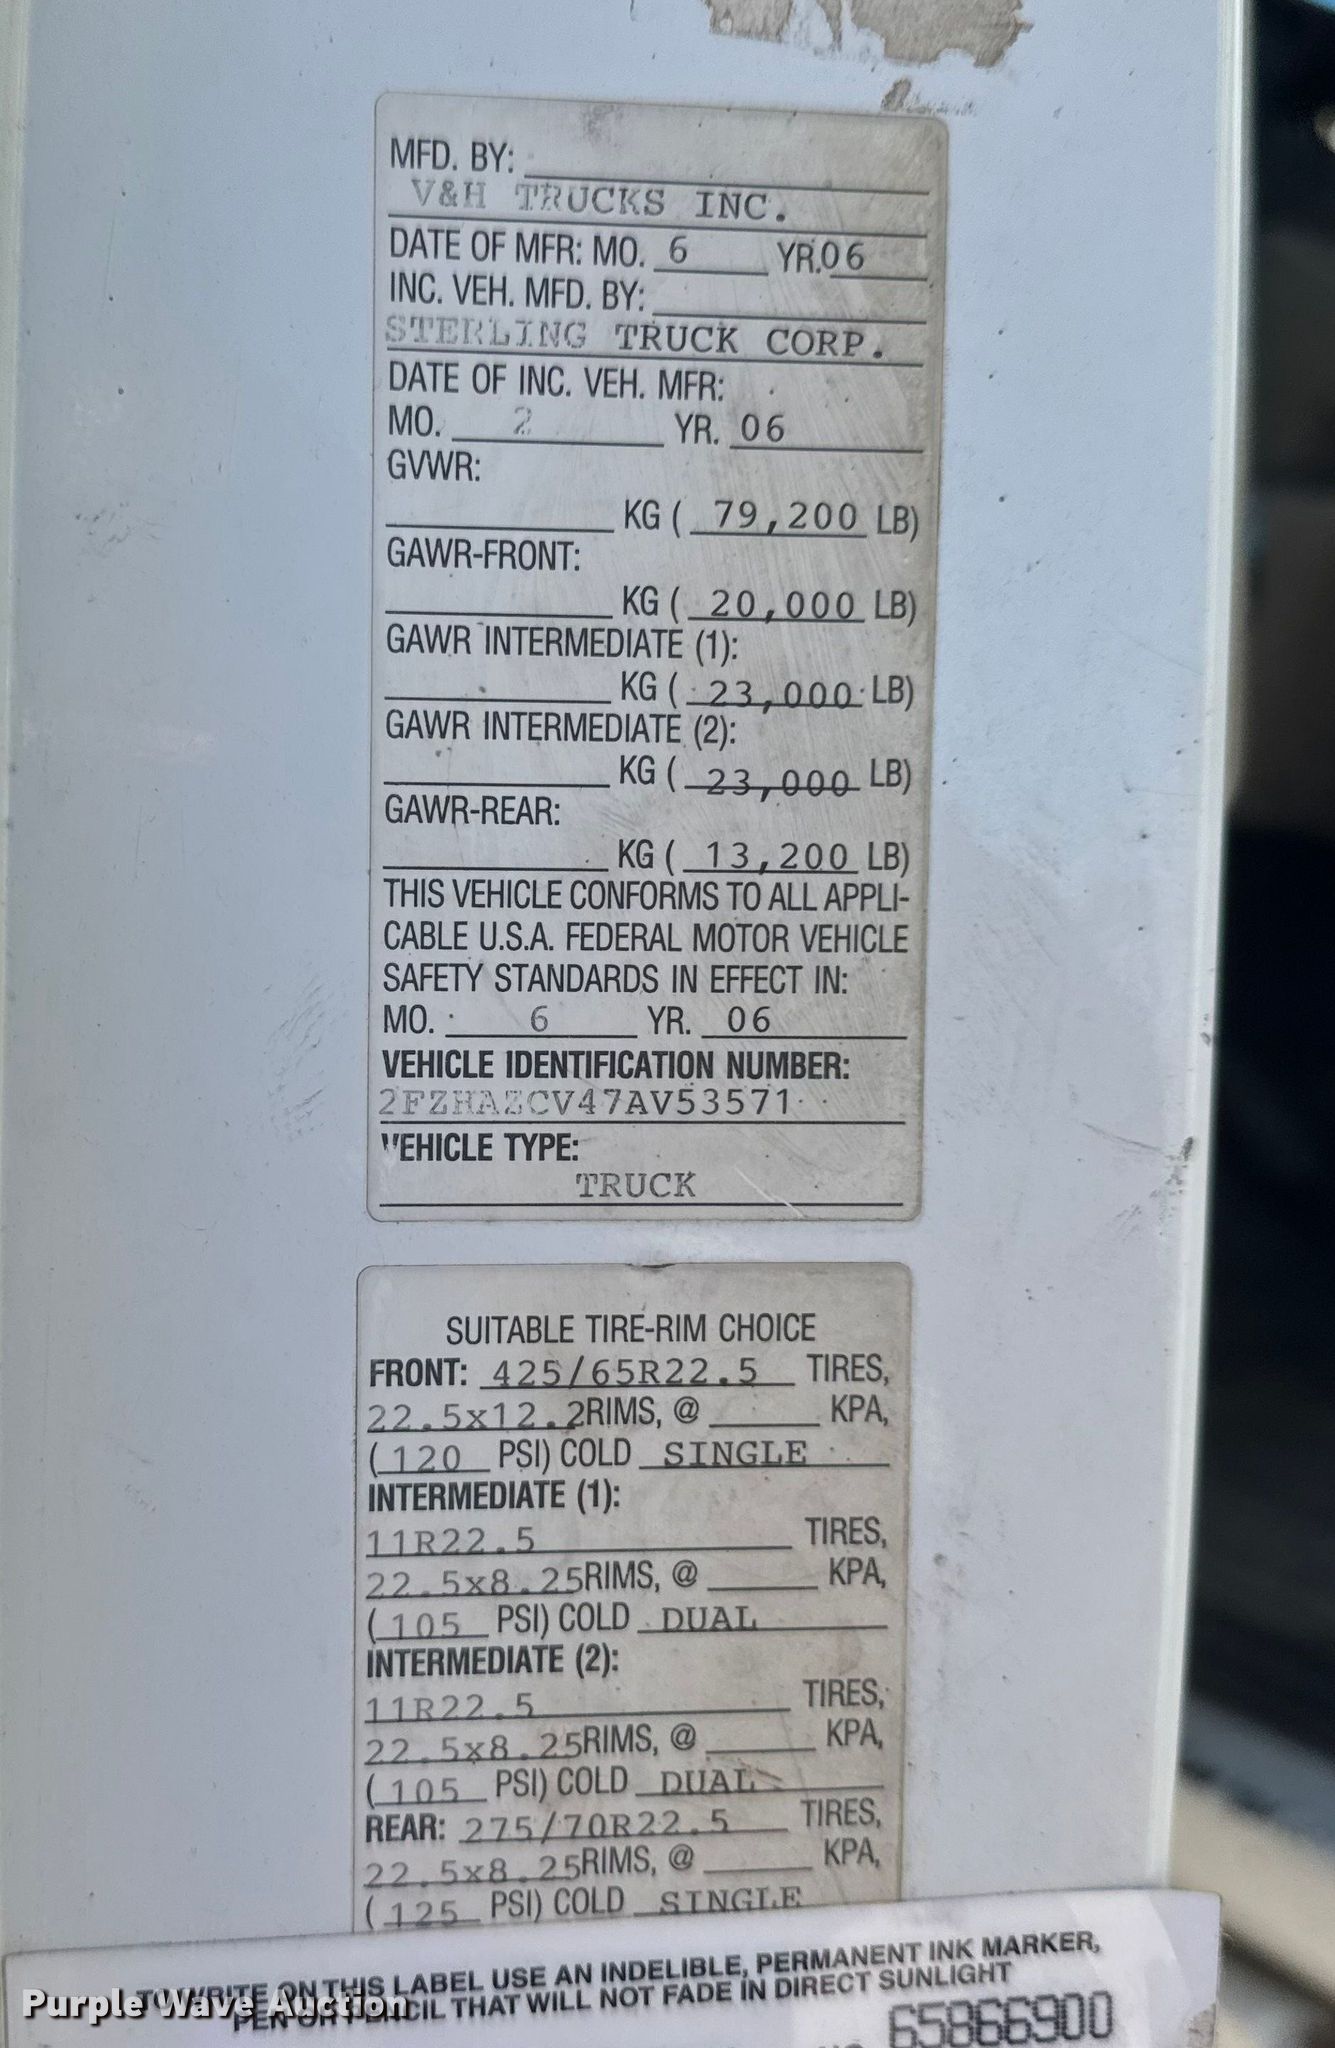 MFD. BY:
V&H TRUCKS INC.
DATE OF MFR: MO. 6 YR. 06
INC. VEH. MFD. BY:
STERLING TRUCK CORP.
DATE OF INC. VEH. MFR:
MO. 2 YR. 06
GVWR:
KG ( 79,200 LB)
GAWR-FRONT:
KG ( 20,000 LB)
GAWR INTERMEDIATE (1):
KG ( 23,000 LB)
GAWR INTERMEDIATE (2):
KG ( 23,000 LB)
GAWR-REAR:
KG ( 13,200 LB)
THIS VEHICLE CONFORMS TO ALL APPLI-
CABLE U.S.A. FEDERAL MOTOR VEHICLE
SAFETY STANDARDS IN EFFECT IN:
MO. 6 YR. 06
VEHICLE IDENTIFICATION NUMBER:
2FZHAZCV47AV53571
VEHICLE TYPE:
TRUCK
SUITABLE TIRE-RIM CHOICE
FRONT: 425/65R22.5 TIRES,
22.5x12.2RIMS, @ KPA,
(120 PSI) COLD SINGLE
INTERMEDIATE (1):
11R22.5 TIRES,
22.5x8.25RIMS, @ KPA,
(105 PSI) COLD DUAL
INTERMEDIATE (2):
11R22.5 TIRES,
22.5x8.25RIMS, @ KPA,
(105 PSI) COLD DUAL
REAR: 275/70R22.5 TIRES,
22.5x8.25RIMS, @ KPA,
(125 PSI) COLD SINGLE
TO WRITE ON THIS LABEL USE AN INDELIBLE, PERMANENT INK MARKER,
PEN OR PENCIL THAT WILL NOT FADE IN DIRECT SUNLIGHT
65866900
Purple Wave Auction